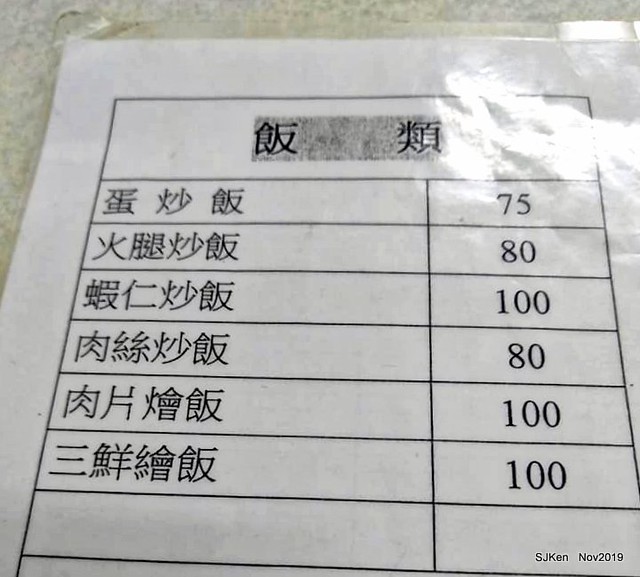 飯 類
蛋 炒 飯 75
火腿炒飯 80
蝦仁炒飯 100
肉絲炒飯 80
肉片燴飯 100
三鮮繪飯 100
SJKen Nov2019